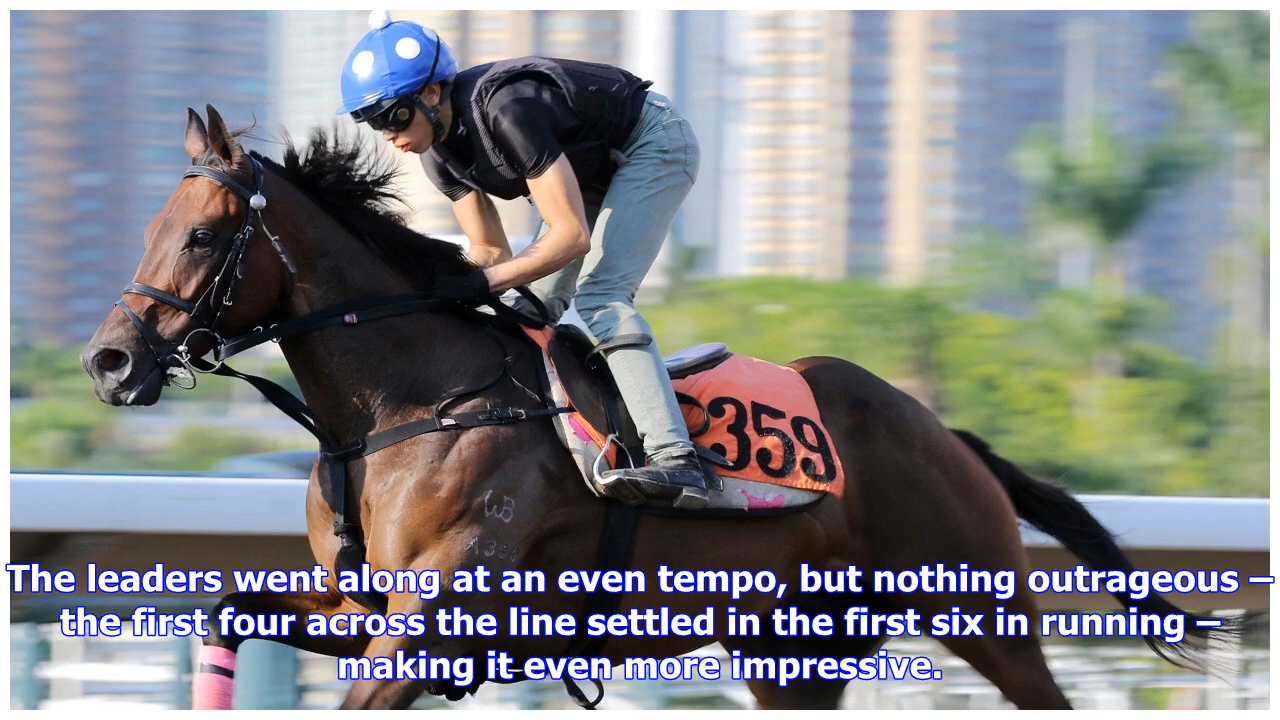 359
WB
The leaders went along at an even tempo, but nothing outrageous —
the first four across the line settled in the first six in running —
making it even more impressive.